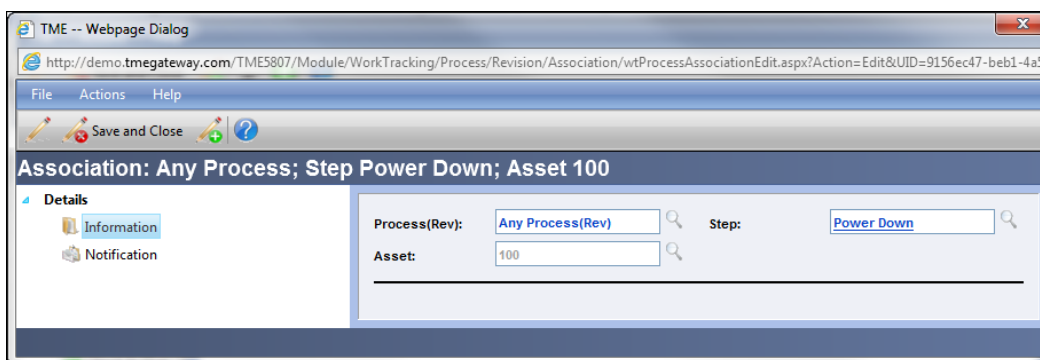 TME -- Webpage Dialog
http://demo.tmegateway.com/TME5807/Module/WorkTracking/Process/Revision/Association/wtProcessAssociationEdit.aspx?Action=Edit&UID=9156ec47-beb1-4a5
File Actions Help
Save and Close
Association: Any Process; Step Power Down; Asset 100
Details
Information
Notification
Process(Rev): Any Process(Rev) Step: Power Down
Asset: 100